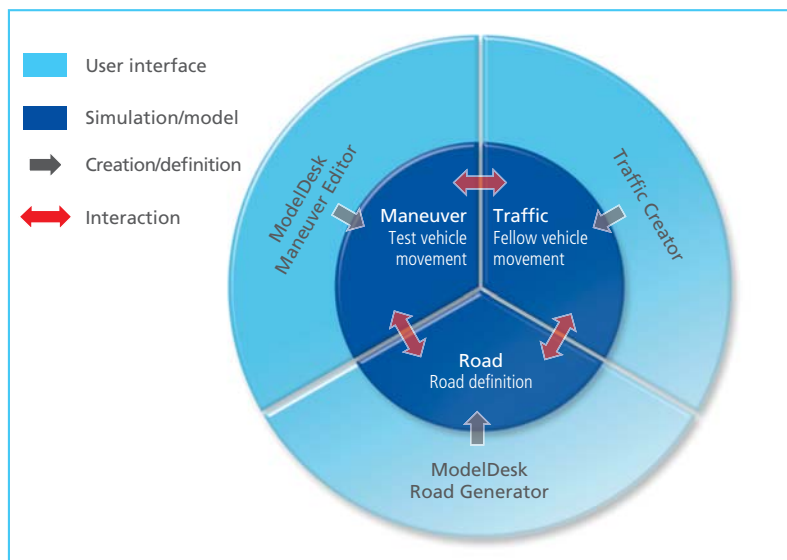 User interface
Simulation/model
Creation/definition
Interaction
ModelDesk
Maneuver Editor
Traffic Creator
Maneuver
Test vehicle
movement
Traffic
Fellow vehicle
movement
Road
Road definition
ModelDesk
Road Generator